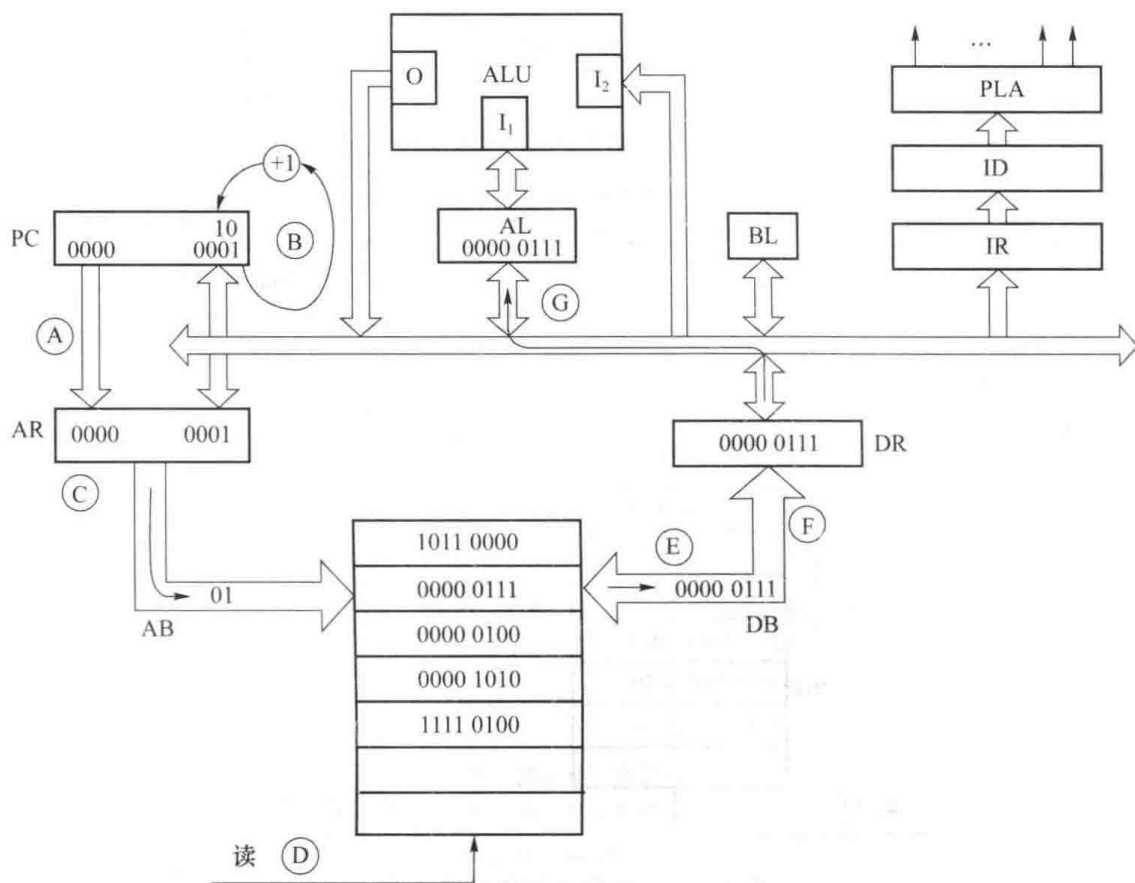 O
ALU
I₂
I₁
...
PLA
ID
IR
+1
PC
10
0000 0001
B
AL
0000 0111
BL
A
G
AR
0000 0001
0000 0111
DR
C
1011 0000
0000 0111
0000 0100
0000 1010
1111 0100
E
F
01
0000 0111
AB
DB
读 D